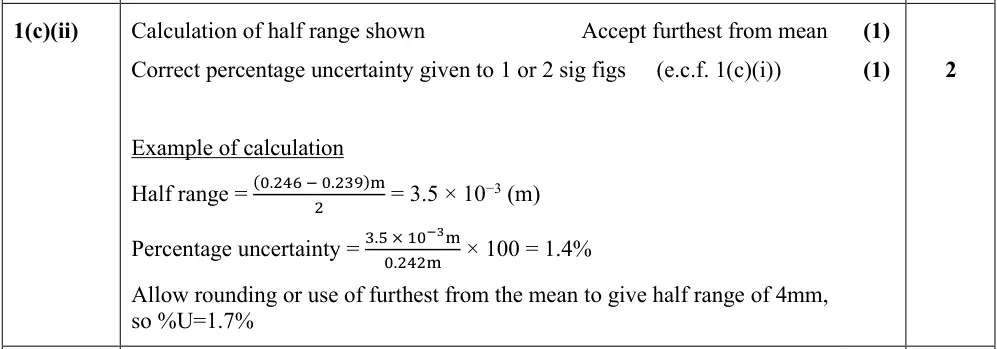 1(c)(ii) Calculation of half range shown Accept furthest from mean (1)
Correct percentage uncertainty given to 1 or 2 sig figs (e.c.f. 1(c)(i)) (1) 2
Example of calculation
Half range = (0.246 − 0.239)m / 2 = 3.5 × 10⁻³ (m)
Percentage uncertainty = 3.5 × 10⁻³m / 0.242m × 100 = 1.4%
Allow rounding or use of furthest from the mean to give half range of 4mm,
so %U=1.7%